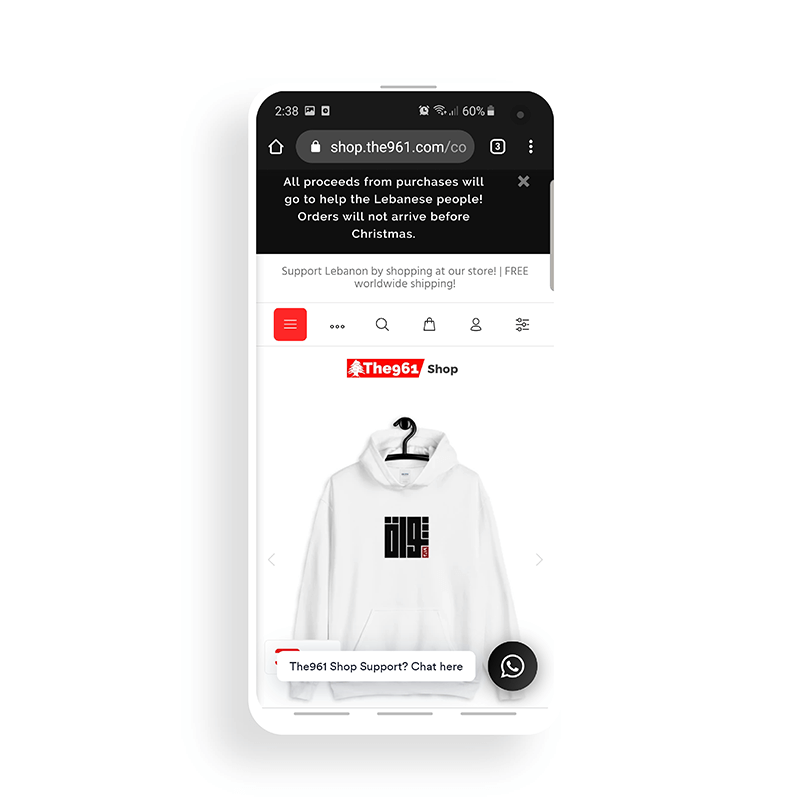 2:38
60%
shop.the961.com/co
3
All proceeds from purchases will
go to help the Lebanese people!
Orders will not arrive before
Christmas.
Support Lebanon by shopping at our store! | FREE
worldwide shipping!
The961 Shop
ثورة
The961 Shop Support? Chat here